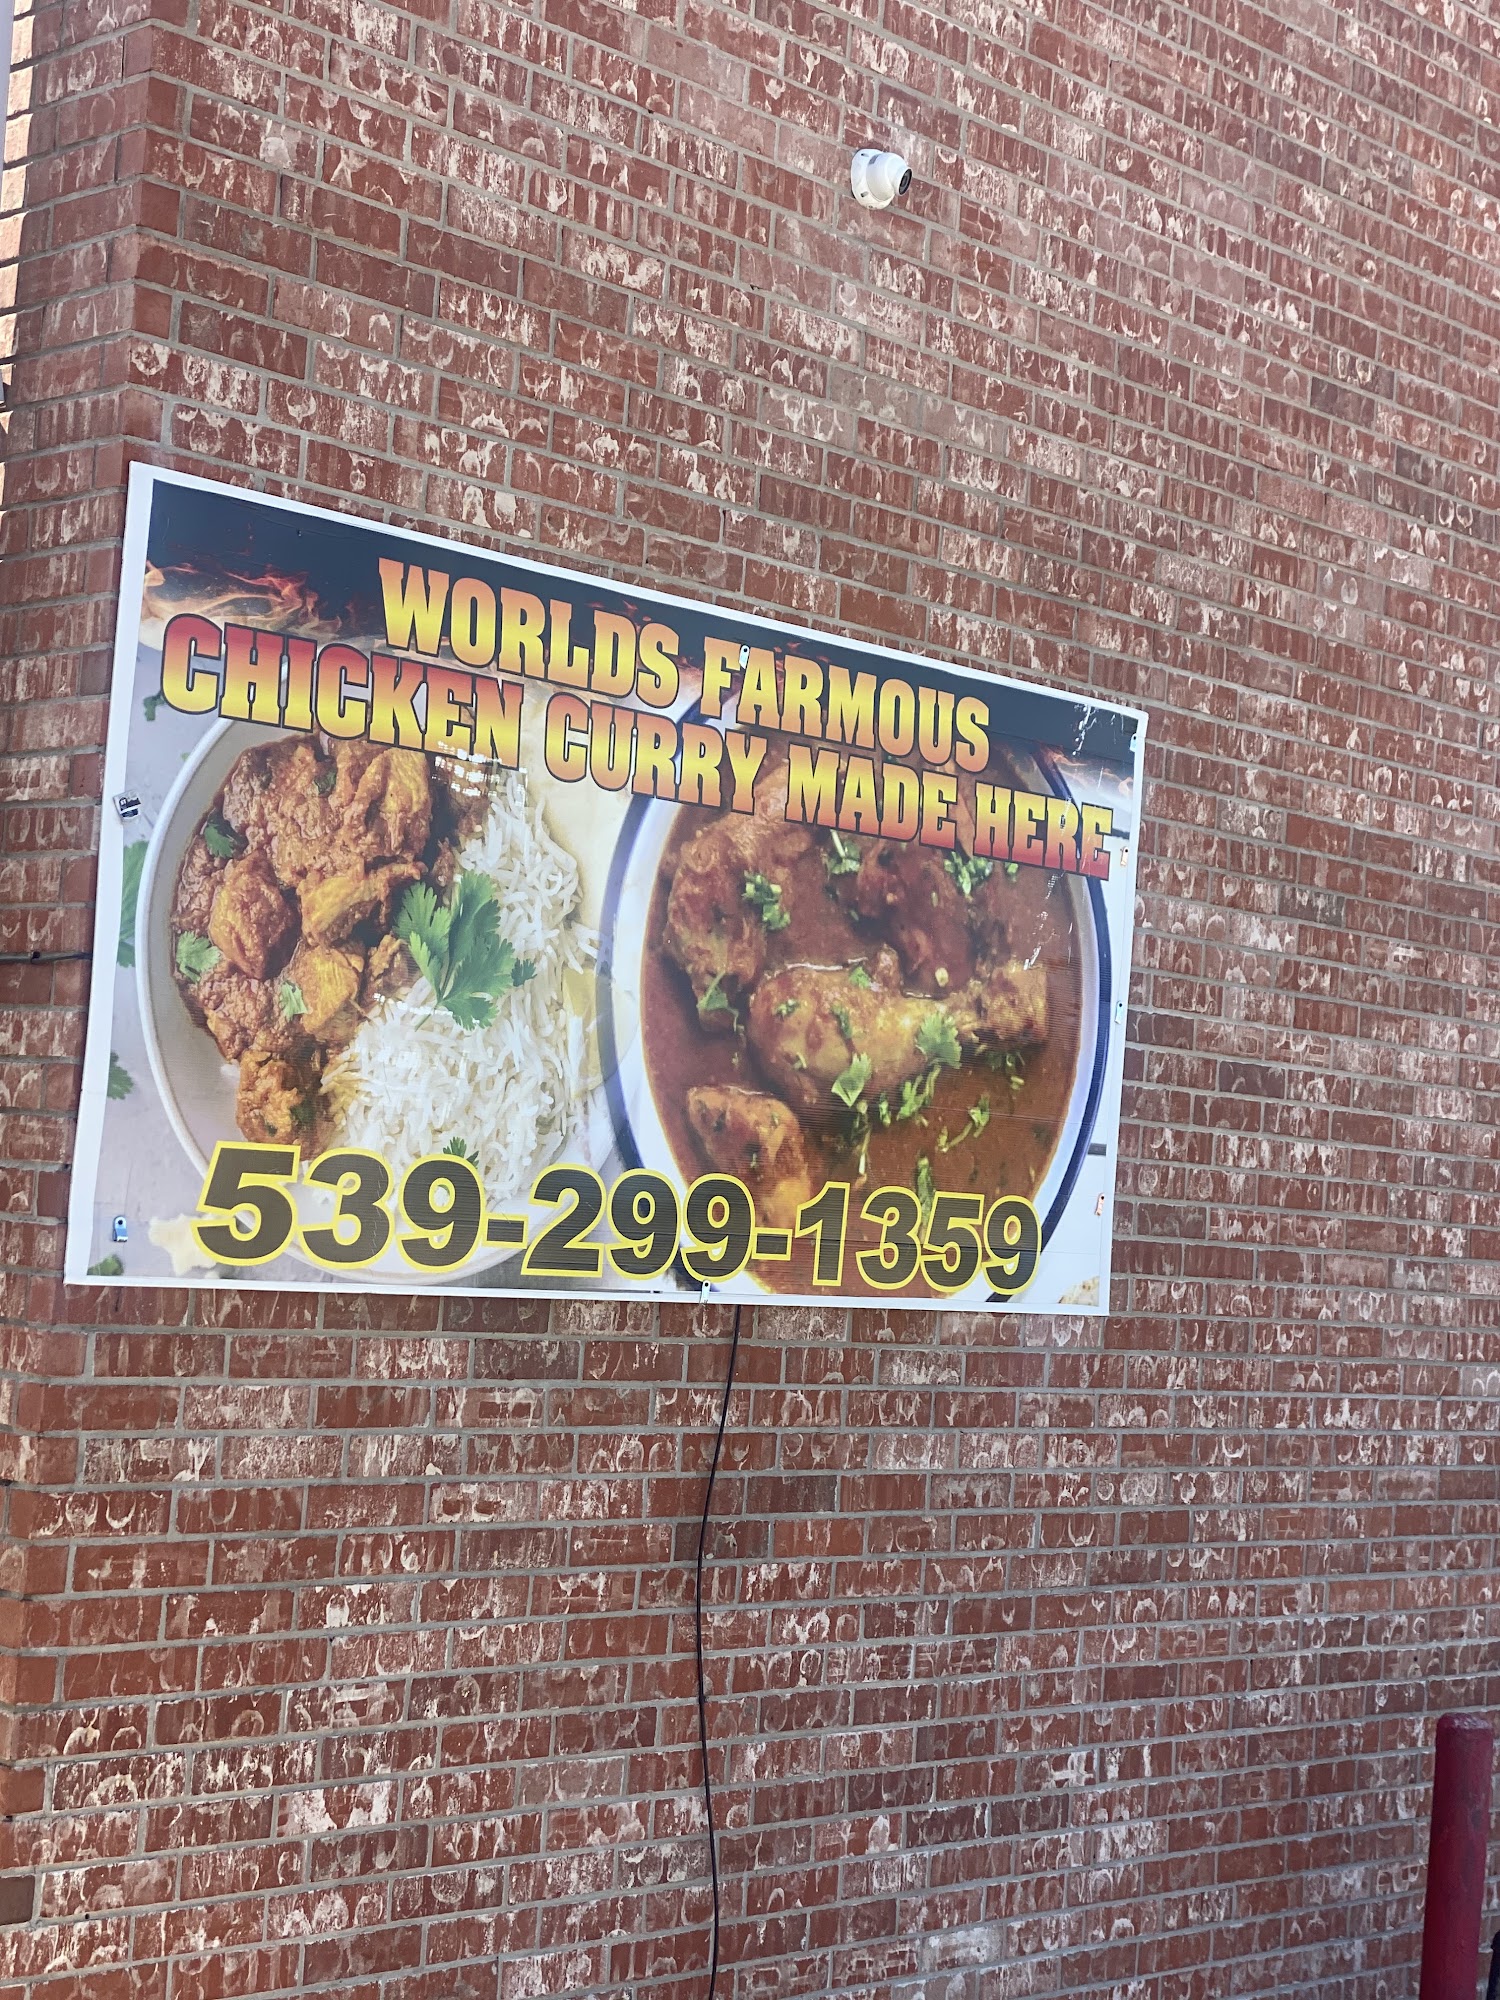 WORLDS FARMOUS
CHICKEN CURRY MADE HERE
539-299-1359